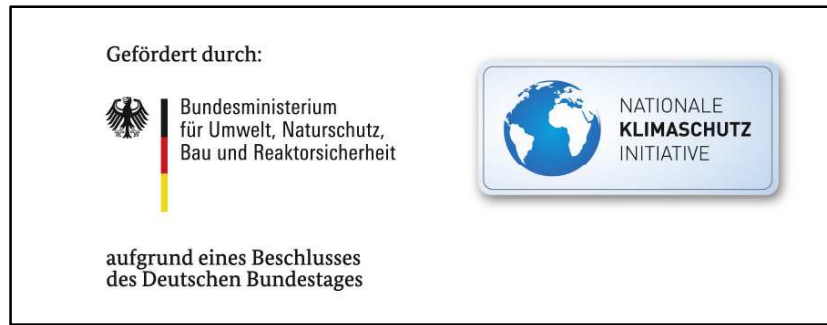 Gefördert durch:
Bundesministerium
für Umwelt, Naturschutz,
Bau und Reaktorsicherheit
aufgrund eines Beschlusses
des Deutschen Bundestages
NATIONALE
KLIMASCHUTZ
INITIATIVE